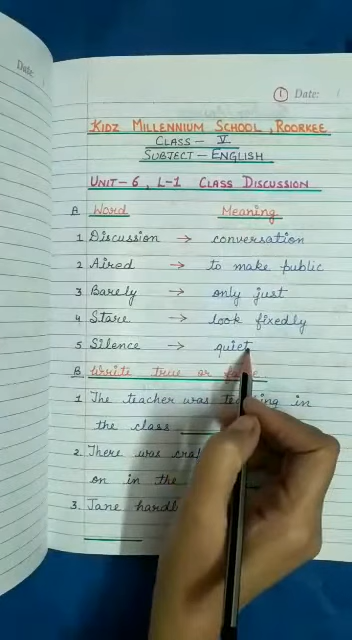 Date:
① Date:
KIDZ MILLENNIUM SCHOOL, ROORKEE
CLASS – V
SUBJECT – ENGLISH
UNIT–6, L–1 CLASS DISCUSSION
A. Word Meaning
1 Discussion → conversation
2 Aired → to make public
3 Barely → only just
4 Stare → look fixedly
5 Silence → quiet
B Write true or
1 The teacher was in
the class
2. There was
on in the
3. Jane